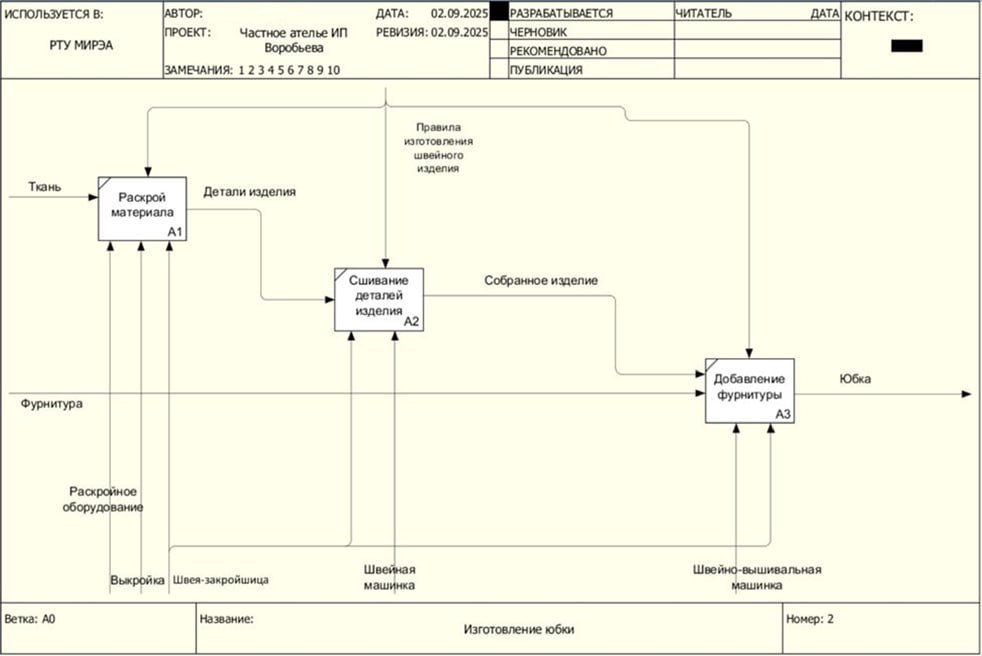 ИСПОЛЬЗУЕТСЯ В:
РТУ МИРЭА
АВТОР:
ДАТА: 02.09.2025
ПРОЕКТ: Частное ателье ИП
Воробьева
РЕВИЗИЯ: 02.09.2025
ЗАМЕЧАНИЯ: 1 2 3 4 5 6 7 8 9 10
РАЗРАБАТЫВАЕТСЯ
ЧЕРНОВИК
РЕКОМЕНДОВАНО
ПУБЛИКАЦИЯ
ЧИТАТЕЛЬ
ДАТА
КОНТЕКСТ:
Правила
изготовления
швейного
изделия
Ткань
Раскрой
материала
A1
Детали изделия
Сшивание
деталей
изделия
A2
Собранное изделие
Добавление
фурнитуры
A3
Юбка
Фурнитура
Раскройное
оборудование
Выкройка
Швея-закройшица
Швейная
машинка
Швейно-вышивальная
машинка
Ветка: A0
Название:
Изготовление юбки
Номер: 2